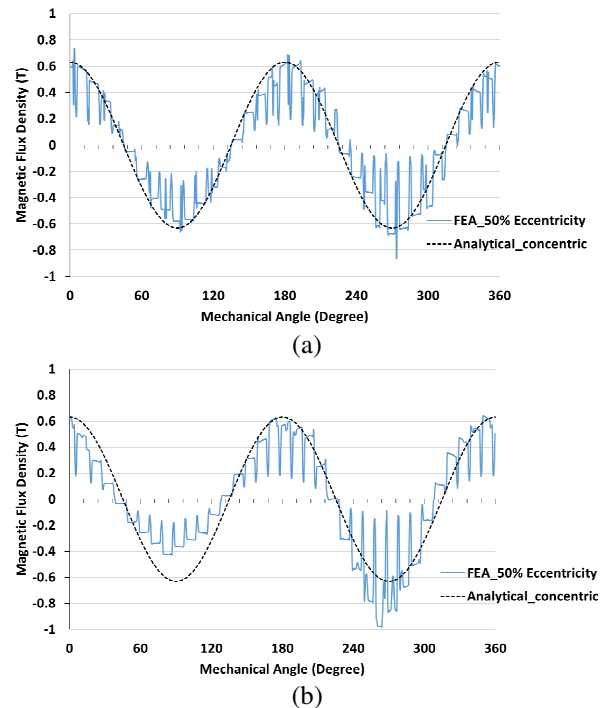 1
0.8
0.6
0.4
0.2
0
-0.2
-0.4
-0.6
-0.8
-1
Magnetic Flux Density (T)
FEA_50% Eccentricity
Analytical_concentric
0 60 120 180 240 300 360
Mechanical Angle (Degree)
(a)
1
0.8
0.6
0.4
0.2
0
-0.2
-0.4
-0.6
-0.8
-1
Magnetic Flux Density (T)
FEA_50% Eccentricity
Analytical_concentric
0 60 120 180 240 300 360
Mechanical Angle (Degree)
(b)